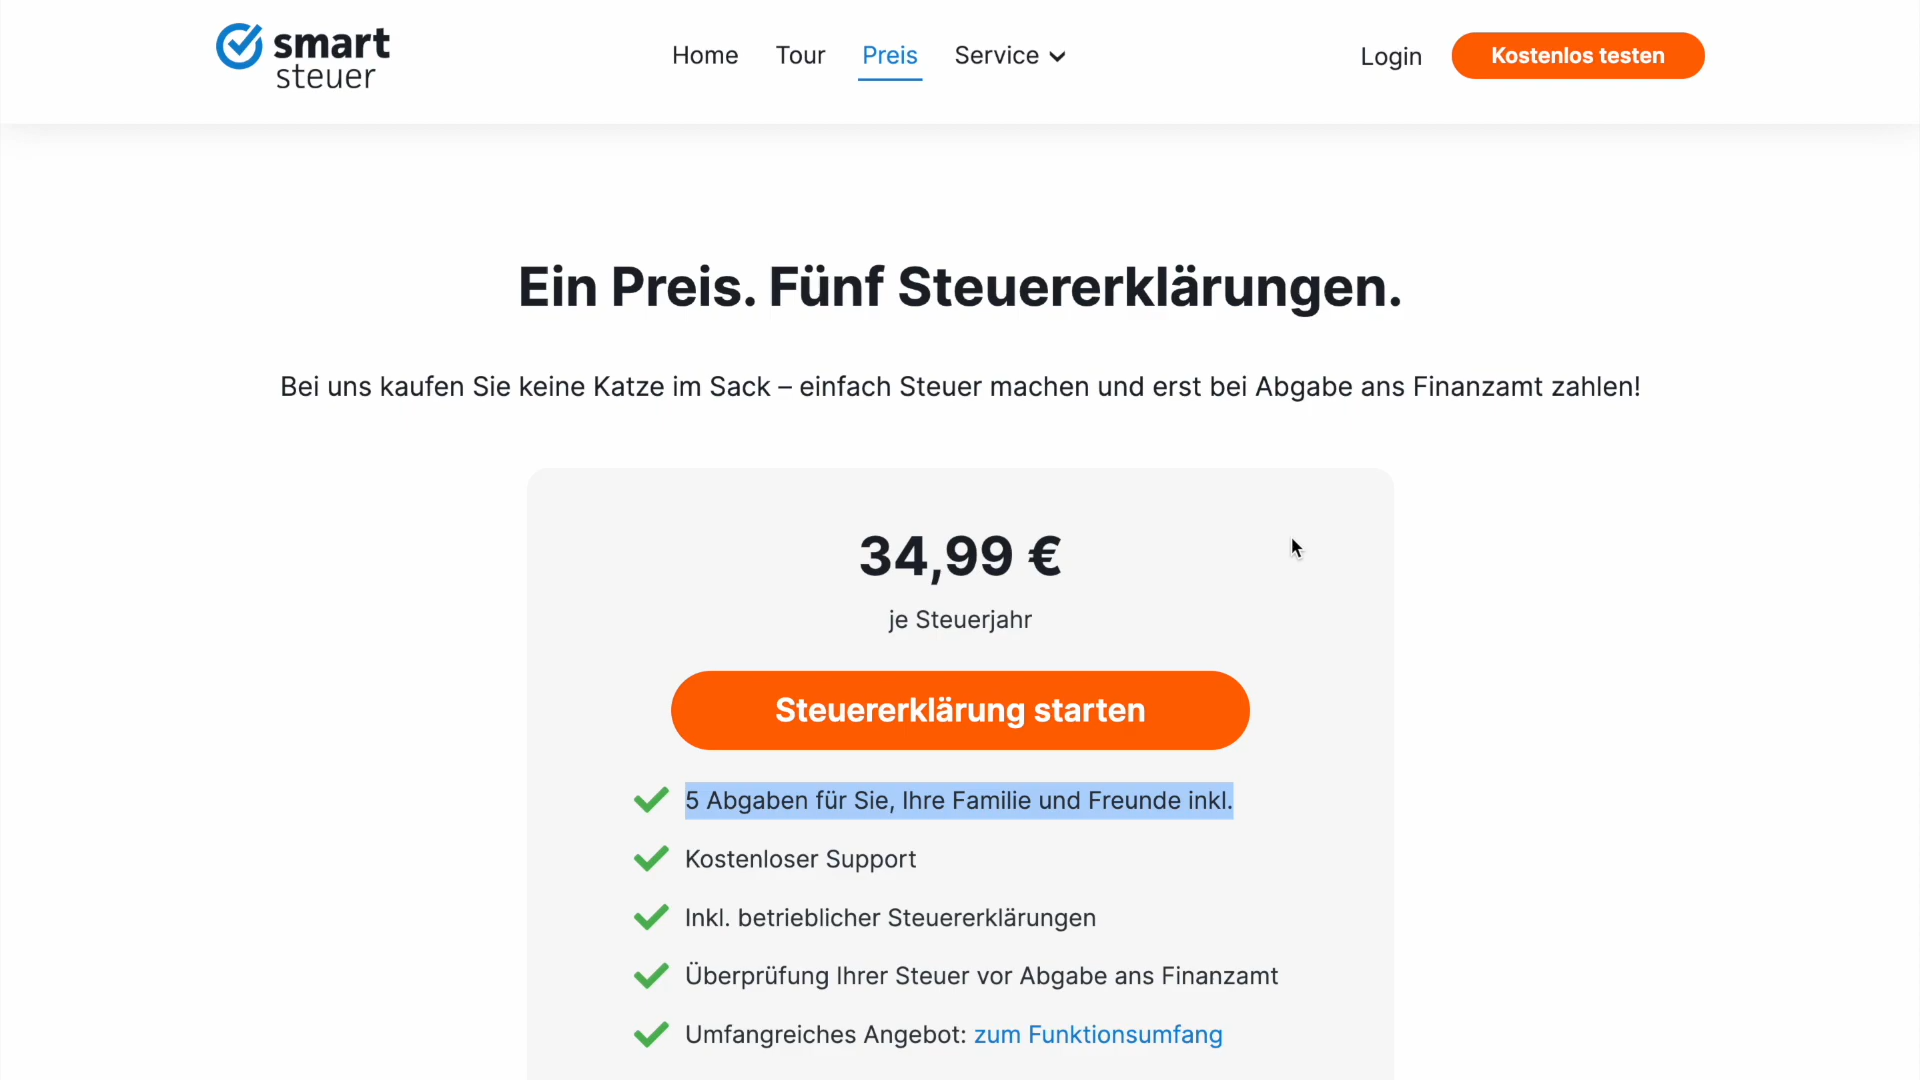 smart
steuer
Home Tour Preis Service Login Kostenlos testen
Ein Preis. Fünf Steuererklärungen.
Bei uns kaufen Sie keine Katze im Sack – einfach Steuer machen und erst bei Abgabe ans Finanzamt zahlen!
34,99 €
je Steuerjahr
Steuererklärung starten
5 Abgaben für Sie, Ihre Familie und Freunde inkl.
Kostenloser Support
Inkl. betrieblicher Steuererklärungen
Überprüfung Ihrer Steuer vor Abgabe ans Finanzamt
Umfangreiches Angebot: zum Funktionsumfang